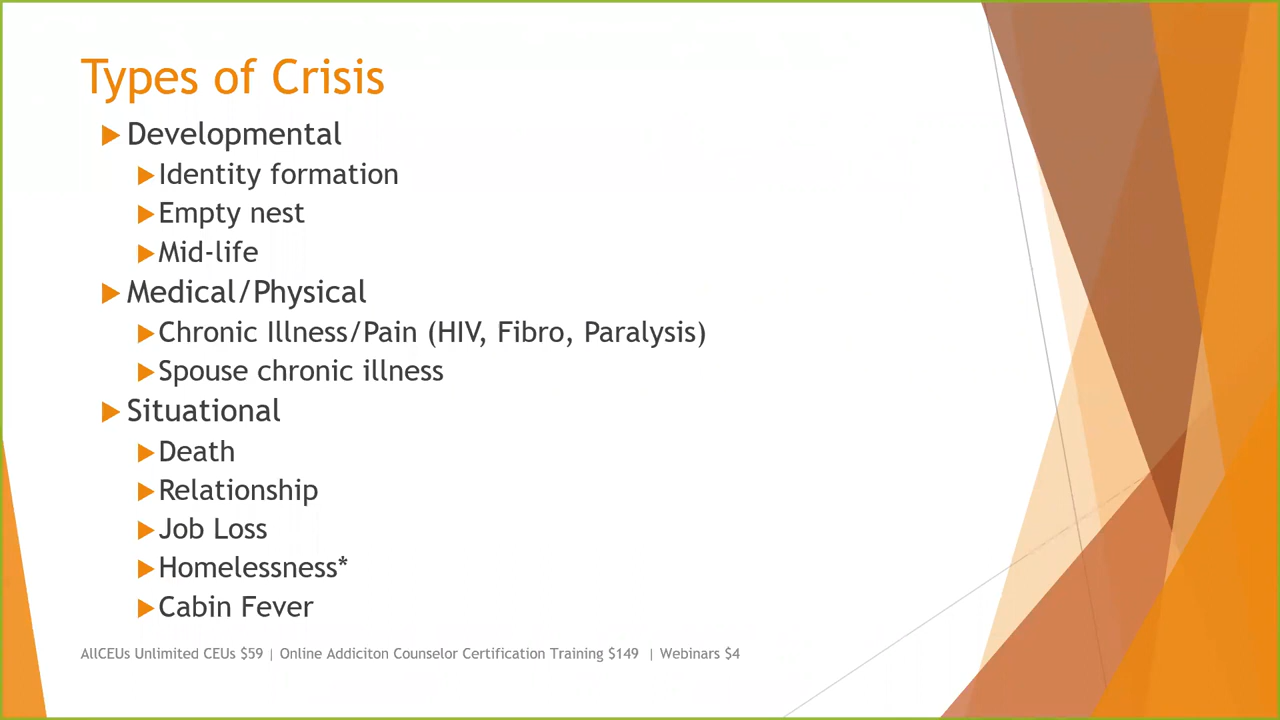 Types of Crisis
Developmental
Identity formation
Empty nest
Mid-life
Medical/Physical
Chronic Illness/Pain (HIV, Fibro, Paralysis)
Spouse chronic illness
Situational
Death
Relationship
Job Loss
Homelessness*
Cabin Fever
AllCEUs Unlimited CEUs $59 | Online Addiciton Counselor Certification Training $149 | Webinars $4